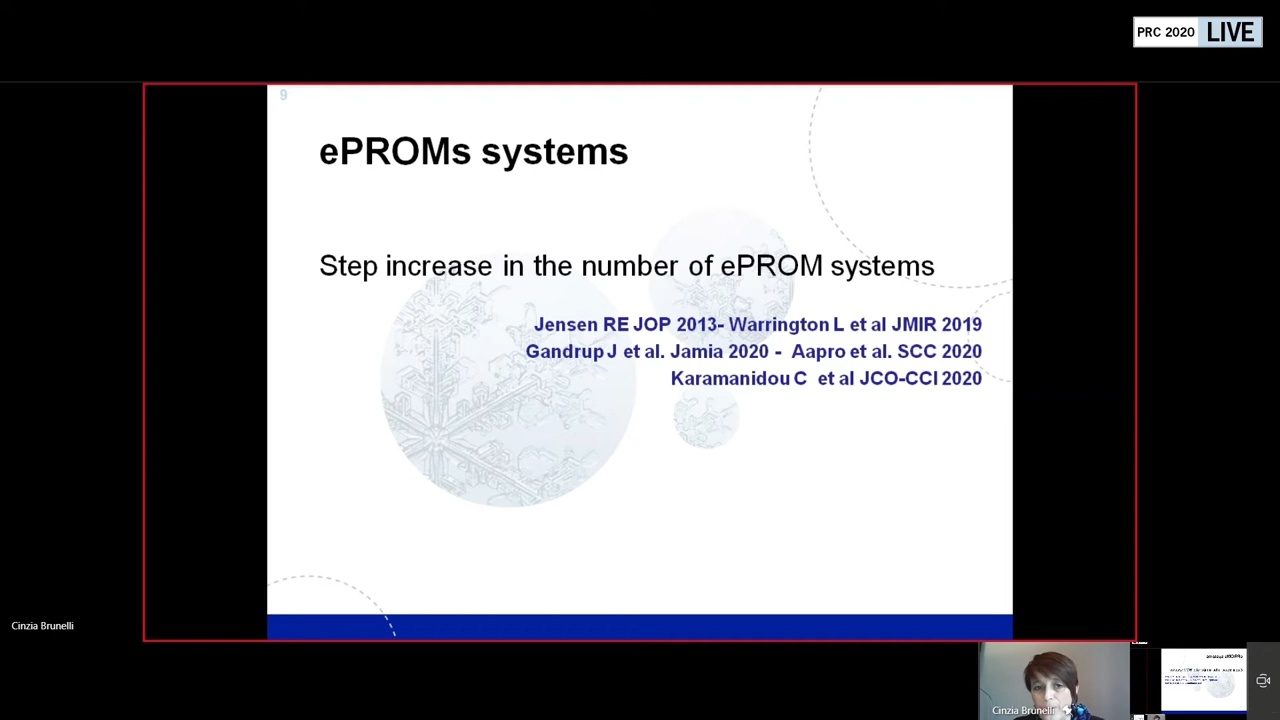 PRC 2020 LIVE
9
ePROMs systems
Step increase in the number of ePROM systems
Jensen RE JOP 2013- Warrington L et al JMIR 2019
Gandrup J et al. Jamia 2020 - Aapro et al. SCC 2020
Karamanidou C et al JCO-CCI 2020
Cinzia Brunelli
Cinzia Brunelli